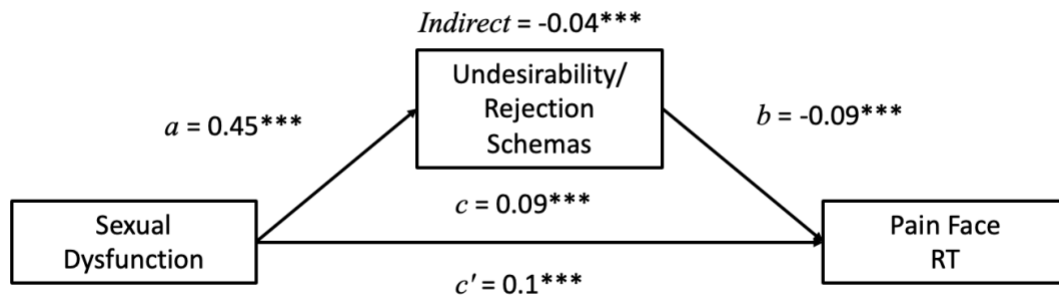 Indirect = -0.04***
Undesirability/
Rejection
Schemas
a = 0.45***
b = -0.09***
c = 0.09***
Sexual
Dysfunction
Pain Face
RT
c' = 0.1***